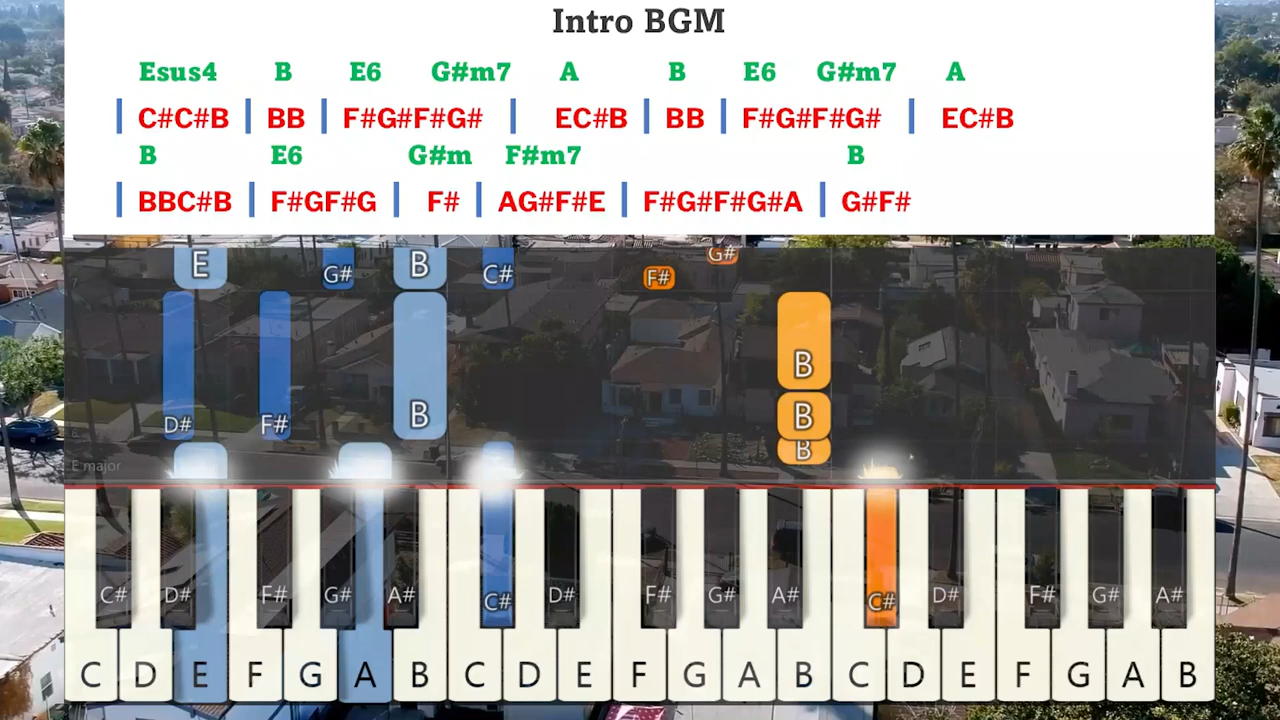 Intro BGM
Esus4 B E6 G#m7 A B E6 G#m7 A
| C#C#B | BB | F#G#F#G# | EC#B | BB | F#G#F#G# | EC#B
B E6 G#m F#m7 B
| BBC#B | F#GF#G | F# | AG#F#E | F#G#F#G#A | G#F#
E G# B C# F# G#
B
D# F# B B
B
E major
C# D# F# G# A# C# D# F# G# A# C# D# F# G# A#
C D E F G A B C D E F G A B C D E F G A B